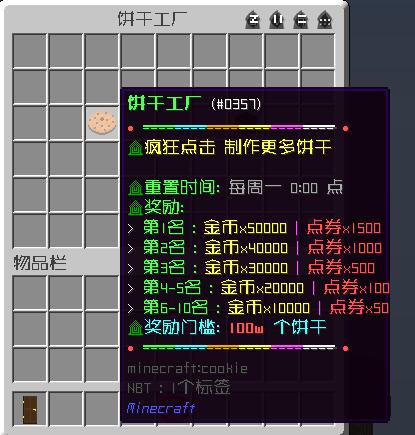 饼干工厂
饼干工厂 (#0357)
疯狂点击 制作更多饼干
重置时间: 每周一 0:00 点
奖励:
> 第1名 : 金币x50000 | 点券x1500
> 第2名 : 金币x40000 | 点券x1000
> 第3名 : 金币x30000 | 点券x500
> 第4-5名 : 金币x20000 | 点券x100
> 第6-10名 : 金币x10000 | 点券x50
奖励门槛: 100w 个饼干
物品栏
minecraft:cookie
NBT : 1个标签
Minecraft